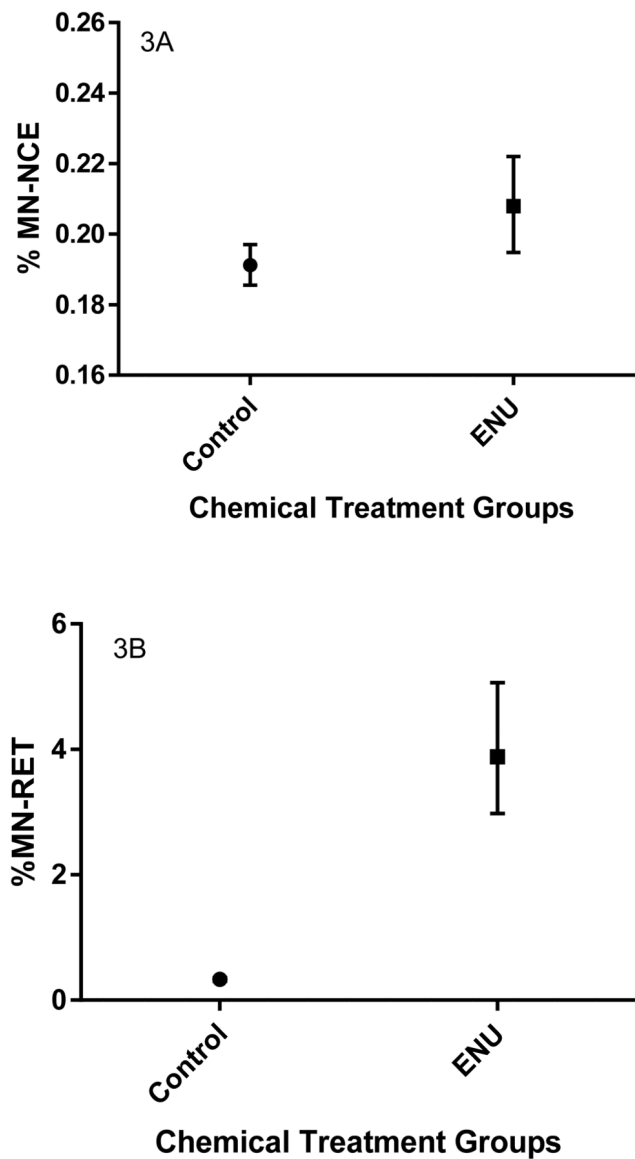 3A
% MN-NCE
0.26
0.24
0.22
0.20
0.18
0.16
Control
ENU
Chemical Treatment Groups
3B
%MN-RET
6
4
2
0
Control
ENU
Chemical Treatment Groups